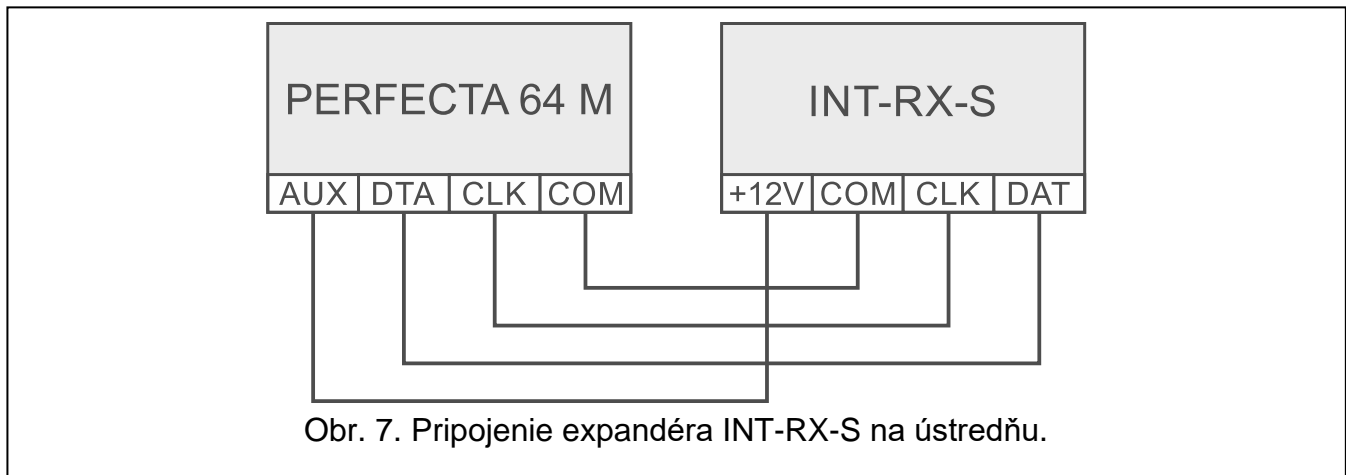 PERFECTA 64 M
INT-RX-S
AUX DTA CLK COM
+12V COM CLK DAT
Obr. 7. Pripojenie expandéra INT-RX-S na ústredňu.